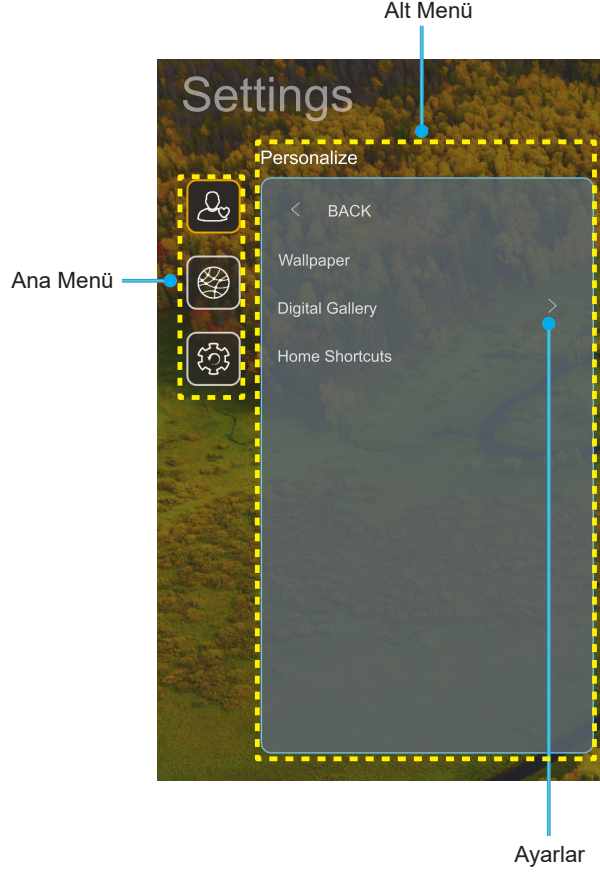 Alt Menü
Settings
Personalize
BACK
Wallpaper
Ana Menü
Digital Gallery
Home Shortcuts
Ayarlar